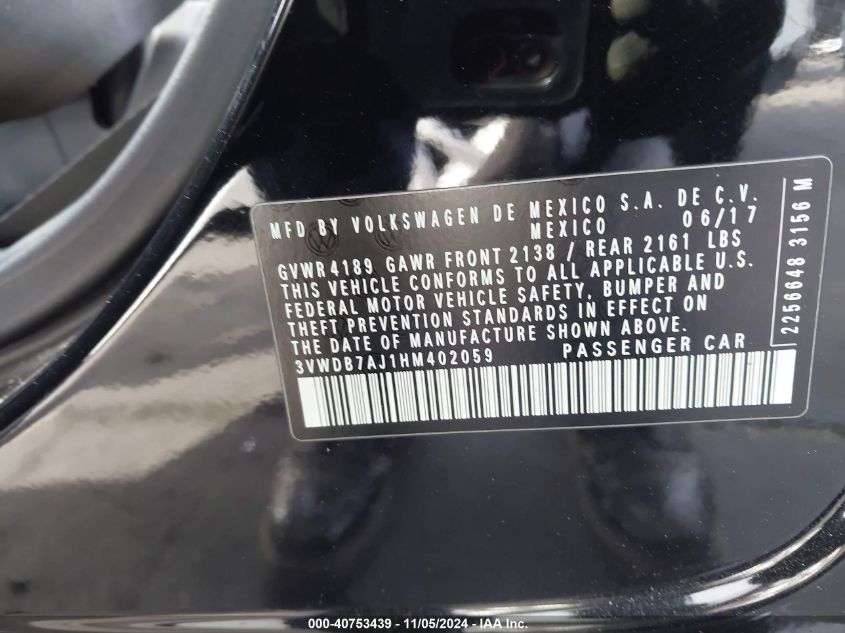 MFD BY VOLKSWAGEN DE MEXICO S.A. DE C.V.
MEXICO 06/17
GVWR 4189 GAWR FRONT 2138 / REAR 2161 LBS
THIS VEHICLE CONFORMS TO ALL APPLICABLE U.S.
FEDERAL MOTOR VEHICLE SAFETY, BUMPER AND
THEFT PREVENTION STANDARDS IN EFFECT ON
THE DATE OF MANUFACTURE SHOWN ABOVE.
3VWDB7AJ1HM402059 PASSENGER CAR
2256648 3156 M
000-40753439 - 11/05/2024 - © IAA, Inc.